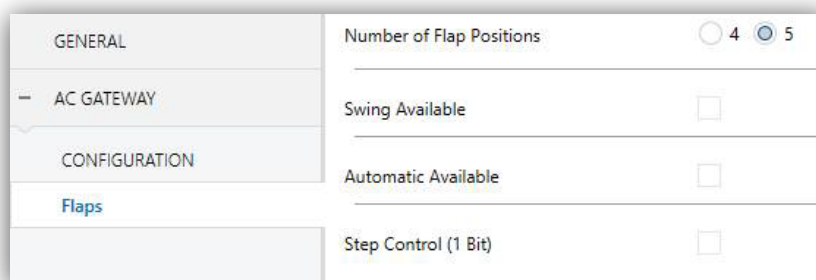 GENERAL
– AC GATEWAY
CONFIGURATION
Flaps
Number of Flap Positions 4 5
Swing Available
Automatic Available
Step Control (1 Bit)